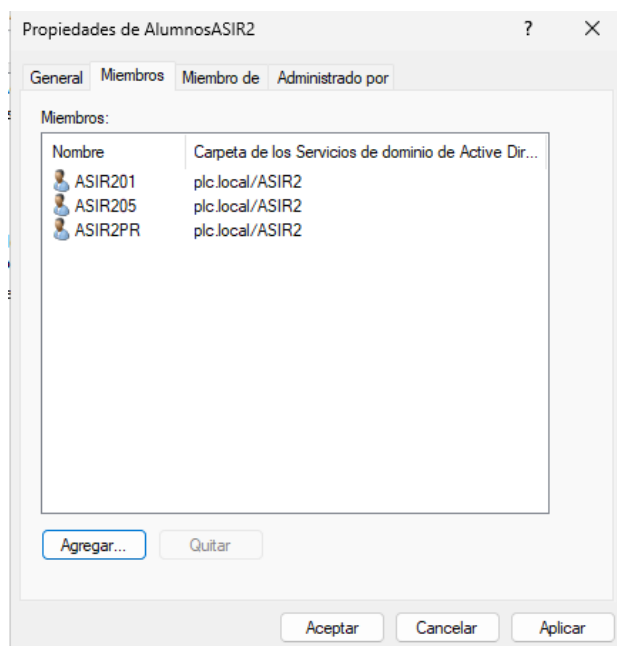 Propiedades de AlumnosASIR2 ? ×
General Miembros Miembro de Administrado por
Miembros:
Nombre Carpeta de los Servicios de dominio de Active Dir...
ASIR201 plc.local/ASIR2
ASIR205 plc.local/ASIR2
ASIR2PR plc.local/ASIR2
Agregar... Quitar
Aceptar Cancelar Aplicar